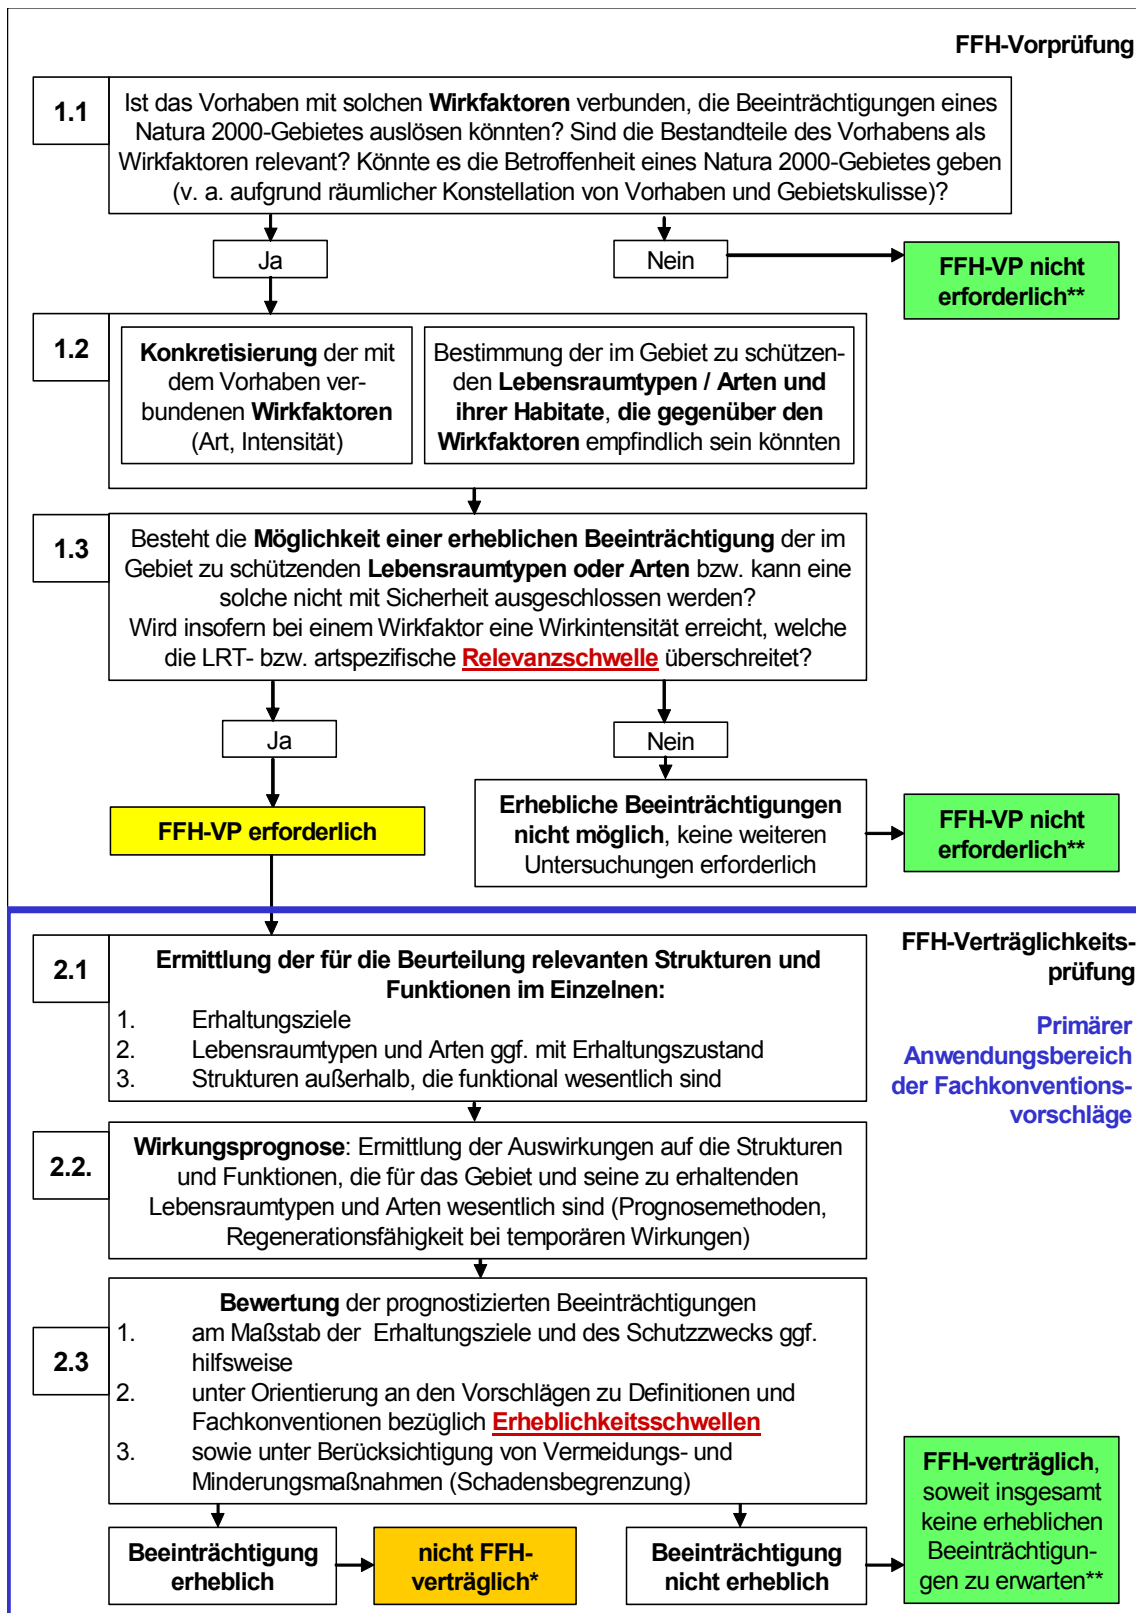 FFH-Vorprüfung
1.1
Ist das Vorhaben mit solchen Wirkfaktoren verbunden, die Beeinträchtigungen eines
Natura 2000-Gebietes auslösen könnten? Sind die Bestandteile des Vorhabens als
Wirkfaktoren relevant? Könnte es die Betroffenheit eines Natura 2000-Gebietes geben
(v. a. aufgrund räumlicher Konstellation von Vorhaben und Gebietskulisse)?
Ja
Nein
FFH-VP nicht
erforderlich**
1.2
Konkretisierung der mit
dem Vorhaben ver-
bundenen Wirkfaktoren
(Art, Intensität)
Bestimmung der im Gebiet zu schützen-
den Lebensraumtypen / Arten und
ihrer Habitate, die gegenüber den
Wirkfaktoren empfindlich sein könnten
1.3
Besteht die Möglichkeit einer erheblichen Beeinträchtigung der im
Gebiet zu schützenden Lebensraumtypen oder Arten bzw. kann eine
solche nicht mit Sicherheit ausgeschlossen werden?
Wird insofern bei einem Wirkfaktor eine Wirkintensität erreicht, welche
die LRT- bzw. artspezifische Relevanzschwelle überschreitet?
Ja
Nein
FFH-VP erforderlich
Erhebliche Beeinträchtigungen
nicht möglich, keine weiteren
Untersuchungen erforderlich
FFH-VP nicht
erforderlich**
FFH-Verträglichkeits-
prüfung
Primärer
Anwendungsbereich
der Fachkonventions-
vorschläge
2.1
Ermittlung der für die Beurteilung relevanten Strukturen und
Funktionen im Einzelnen:
1. Erhaltungsziele
2. Lebensraumtypen und Arten ggf. mit Erhaltungszustand
3. Strukturen außerhalb, die funktional wesentlich sind
2.2.
Wirkungsprognose: Ermittlung der Auswirkungen auf die Strukturen
und Funktionen, die für das Gebiet und seine zu erhaltenden
Lebensraumtypen und Arten wesentlich sind (Prognosemethoden,
Regenerationsfähigkeit bei temporären Wirkungen)
2.3
Bewertung der prognostizierten Beeinträchtigungen
1. am Maßstab der Erhaltungsziele und des Schutzzwecks ggf.
hilfsweise
2. unter Orientierung an den Vorschlägen zu Definitionen und
Fachkonventionen bezüglich Erheblichkeitsschwellen
3. sowie unter Berücksichtigung von Vermeidungs- und
Minderungsmaßnahmen (Schadensbegrenzung)
Beeinträchtigung
erheblich
nicht FFH-
verträglich*
Beeinträchtigung
nicht erheblich
FFH-verträglich,
soweit insgesamt
keine erheblichen
Beeinträchtigun-
gen zu erwarten**